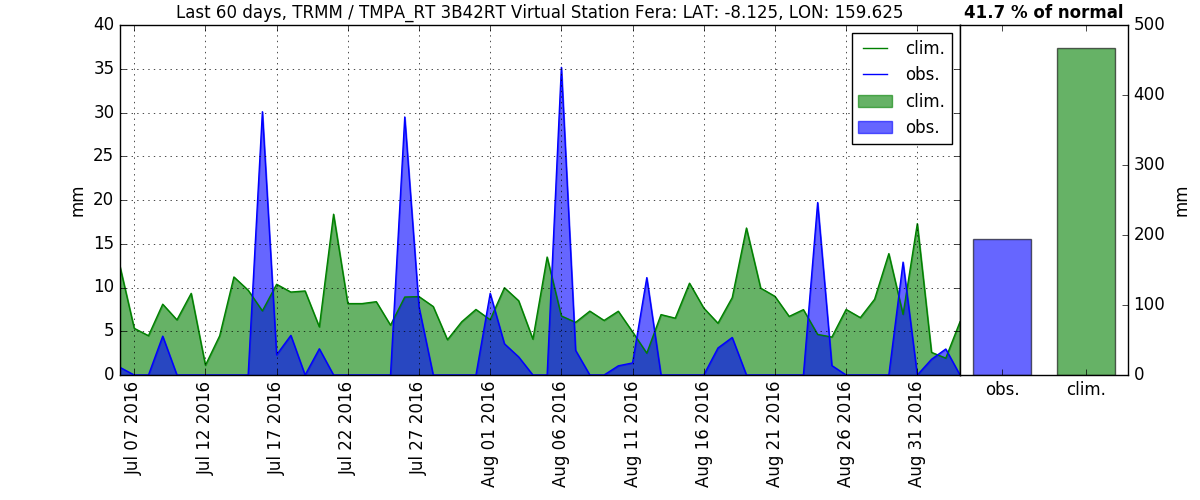 Last 60 days, TRMM / TMPA_RT 3B42RT Virtual Station Fera: LAT: -8.125, LON: 159.625
41.7 % of normal
40
35
30
25
20
15
10
5
0
mm
clim.
obs.
clim.
obs.
Jul 07 2016
Jul 12 2016
Jul 17 2016
Jul 22 2016
Jul 27 2016
Aug 01 2016
Aug 06 2016
Aug 11 2016
Aug 16 2016
Aug 21 2016
Aug 26 2016
Aug 31 2016
500
400
300
200
100
0
mm
obs.
clim.